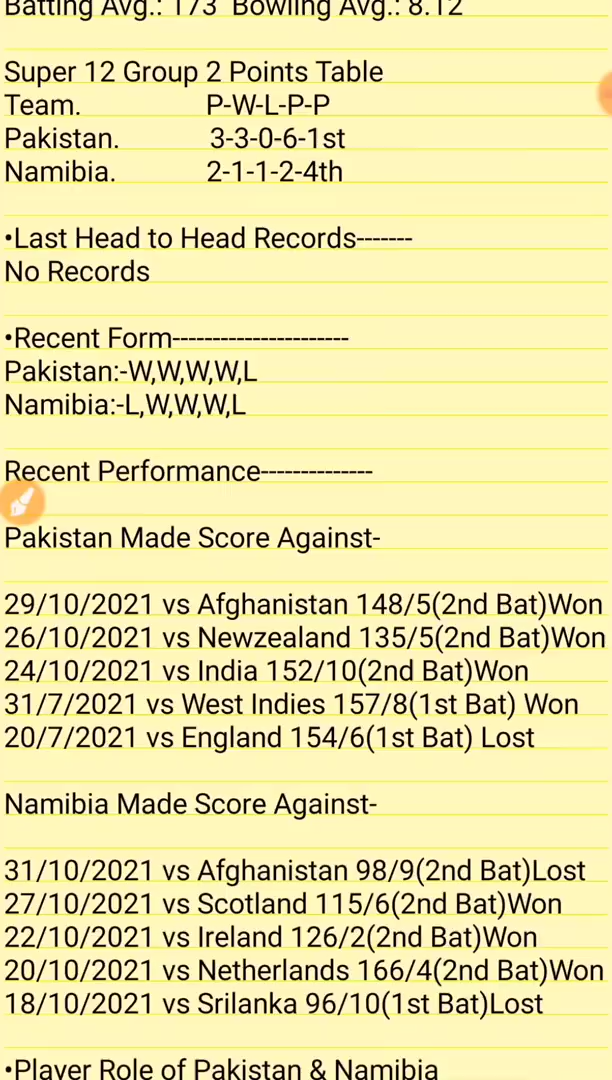 Batting Avg.: 173 Bowling Avg.: 8.12
Super 12 Group 2 Points Table
Team. P-W-L-P-P
Pakistan. 3-3-0-6-1st
Namibia. 2-1-1-2-4th
•Last Head to Head Records-------
No Records
•Recent Form----------------------
Pakistan:-W,W,W,W,L
Namibia:-L,W,W,W,L
Recent Performance--------------
Pakistan Made Score Against-
29/10/2021 vs Afghanistan 148/5(2nd Bat)Won
26/10/2021 vs Newzealand 135/5(2nd Bat)Won
24/10/2021 vs India 152/10(2nd Bat)Won
31/7/2021 vs West Indies 157/8(1st Bat) Won
20/7/2021 vs England 154/6(1st Bat) Lost
Namibia Made Score Against-
31/10/2021 vs Afghanistan 98/9(2nd Bat)Lost
27/10/2021 vs Scotland 115/6(2nd Bat)Won
22/10/2021 vs Ireland 126/2(2nd Bat)Won
20/10/2021 vs Netherlands 166/4(2nd Bat)Won
18/10/2021 vs Srilanka 96/10(1st Bat)Lost
•Player Role of Pakistan & Namibia